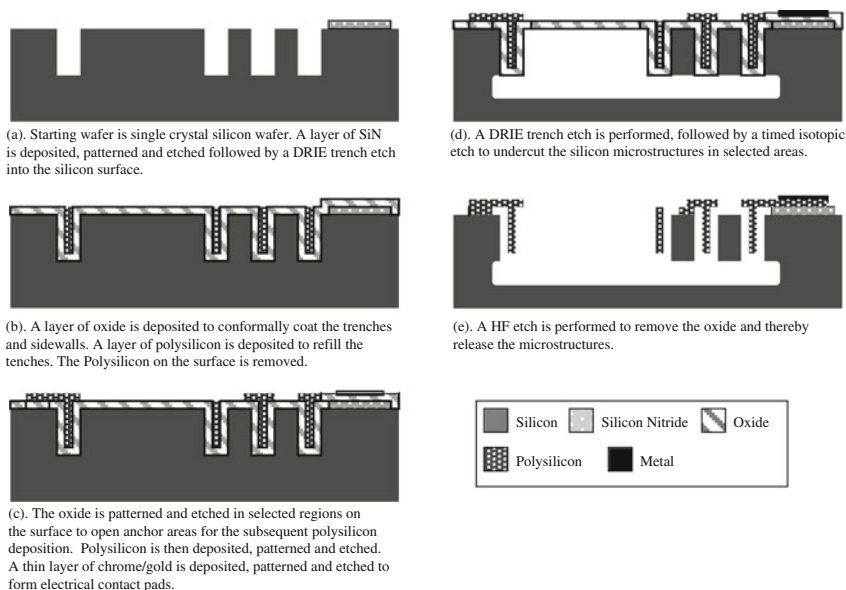 (a). Starting wafer is single crystal silicon wafer. A layer of SiN
is deposited, patterned and etched followed by a DRIE trench etch
into the silicon surface.
(b). A layer of oxide is deposited to conformally coat the trenches
and sidewalls. A layer of polysilicon is deposited to refill the
tenches. The Polysilicon on the surface is removed.
(c). The oxide is patterned and etched in selected regions on
the surface to open anchor areas for the subsequent polysilicon
deposition. Polysilicon is then deposited, patterned and etched.
A thin layer of chrome/gold is deposited, patterned and etched to
form electrical contact pads.
(d). A DRIE trench etch is performed, followed by a timed isotopic
etch to undercut the silicon microstructures in selected areas.
(e). A HF etch is performed to remove the oxide and thereby
release the microstructures.
Silicon Silicon Nitride Oxide
Polysilicon Metal